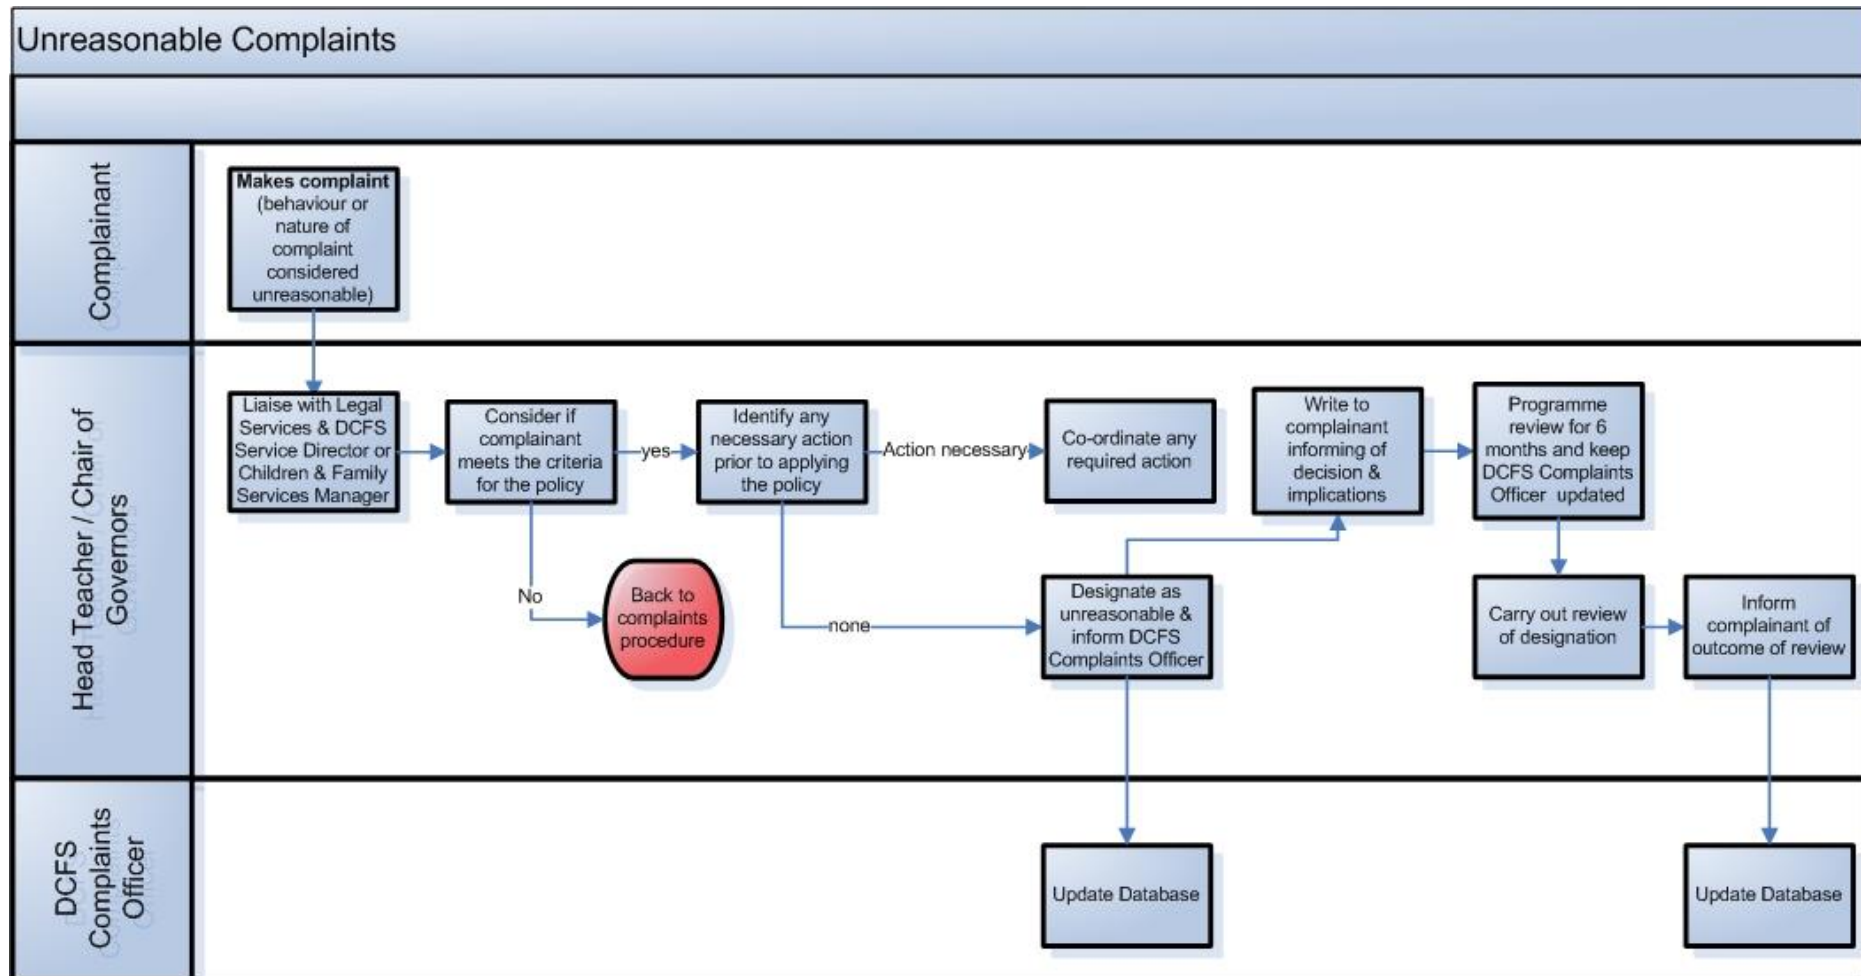 Unreasonable Complaints
Complainant
Makes complaint
(behaviour or
nature of
complaint
considered
unreasonable)
Head Teacher / Chair of
Governors
Liaise with Legal
Services & DCFS
Service Director or
Children & Family
Services Manager
Consider if
complainant
meets the criteria
for the policy
yes
No
Back to
complaints
procedure
Identify any
necessary action
prior to applying
the policy
Action necessary
none
Co-ordinate any
required action
Designate as
unreasonable &
inform DCFS
Complaints Officer
Write to
complainant
informing of
decision &
implications
Programme
review for 6
months and keep
DCFS Complaints
Officer updated
Carry out review
of designation
Inform
complainant of
outcome of review
DCFS
Complaints
Officer
Update Database
Update Database